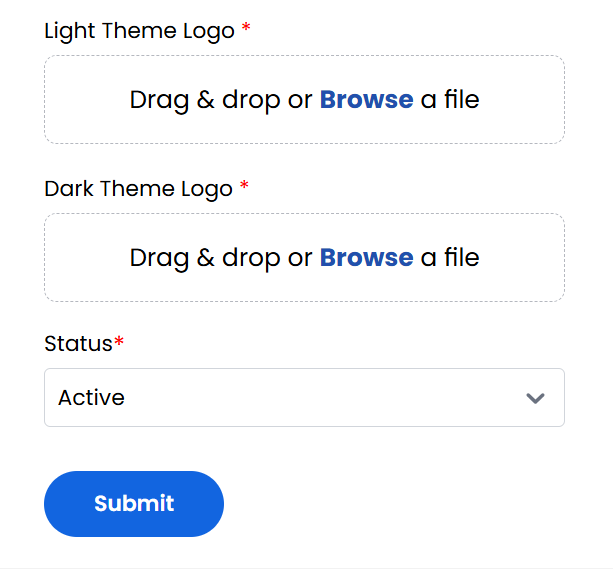 Light Theme Logo *
Drag & drop or Browse a file
Dark Theme Logo *
Drag & drop or Browse a file
Status*
Active
Submit